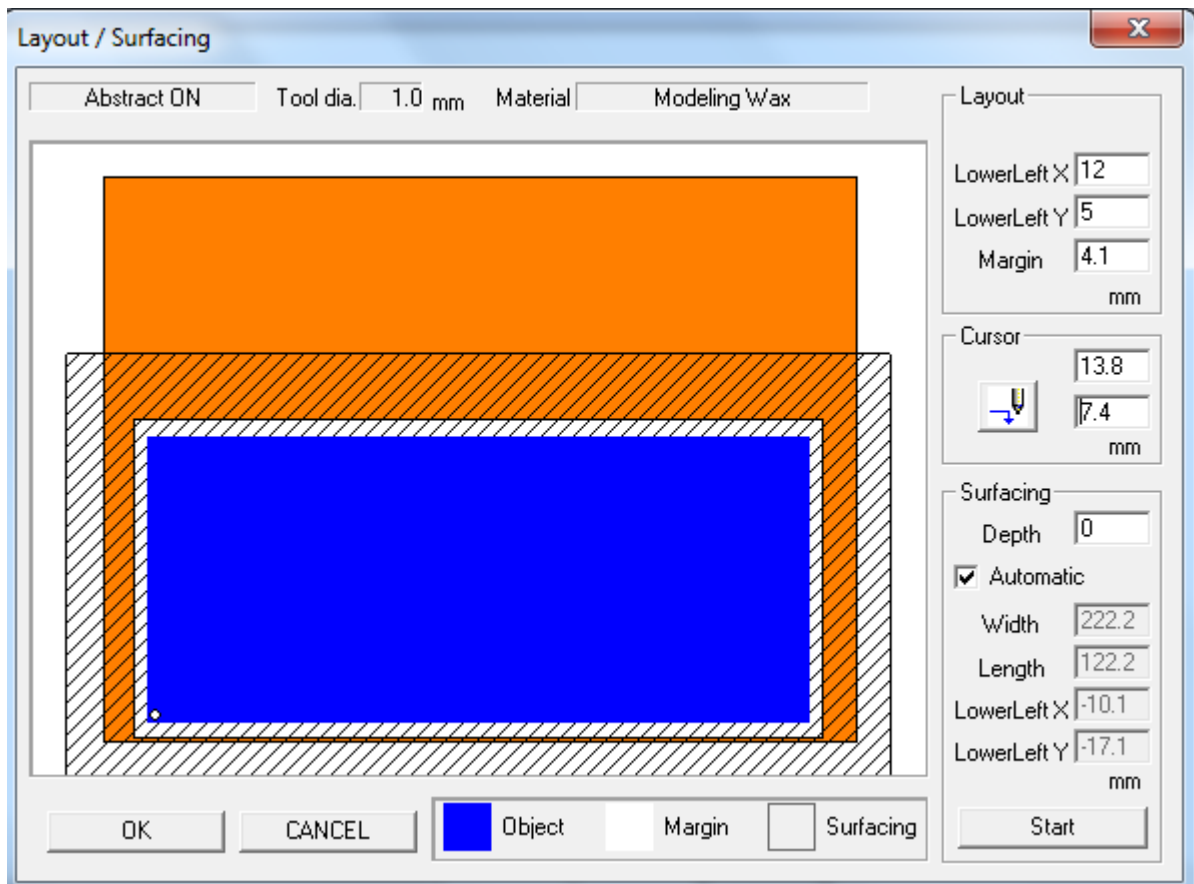 Layout / Surfacing
Abstract ON Tool dia. 1.0 mm Material Modeling Wax
Layout
LowerLeft X 12
LowerLeft Y 5
Margin 4.1
mm
Cursor
13.8
7.4
mm
Surfacing
Depth 0
Automatic
Width 222.2
Length 122.2
LowerLeft X -10.1
LowerLeft Y -17.1
mm
Start
OK CANCEL Object Margin Surfacing